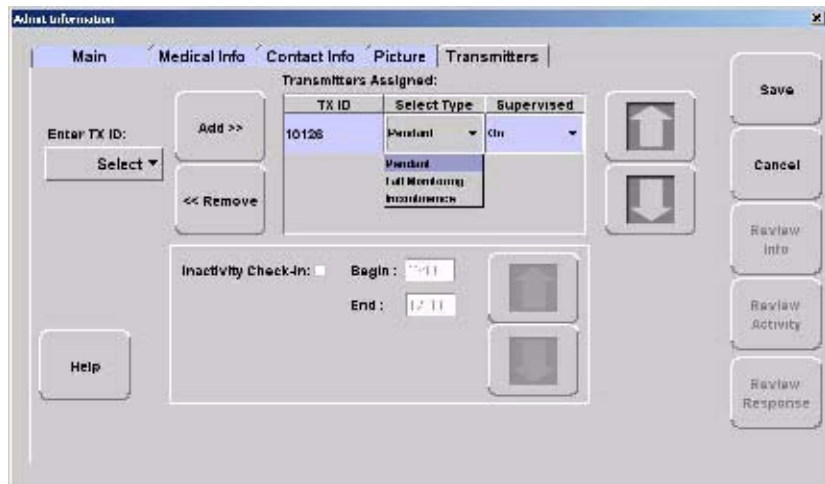 Admit Information
Main Medical Info Contact Info Picture Transmitters
Transmitters Assigned:
TX ID Select Type Supervised
10126 Pendant On
Pendant
Fall Monitoring
Incontinence
Enter TX ID:
Select
Add >>
<< Remove
Inactivity Check-in: Begin :
End :
Help
Save
Cancel
Review Info
Review Activity
Review Response